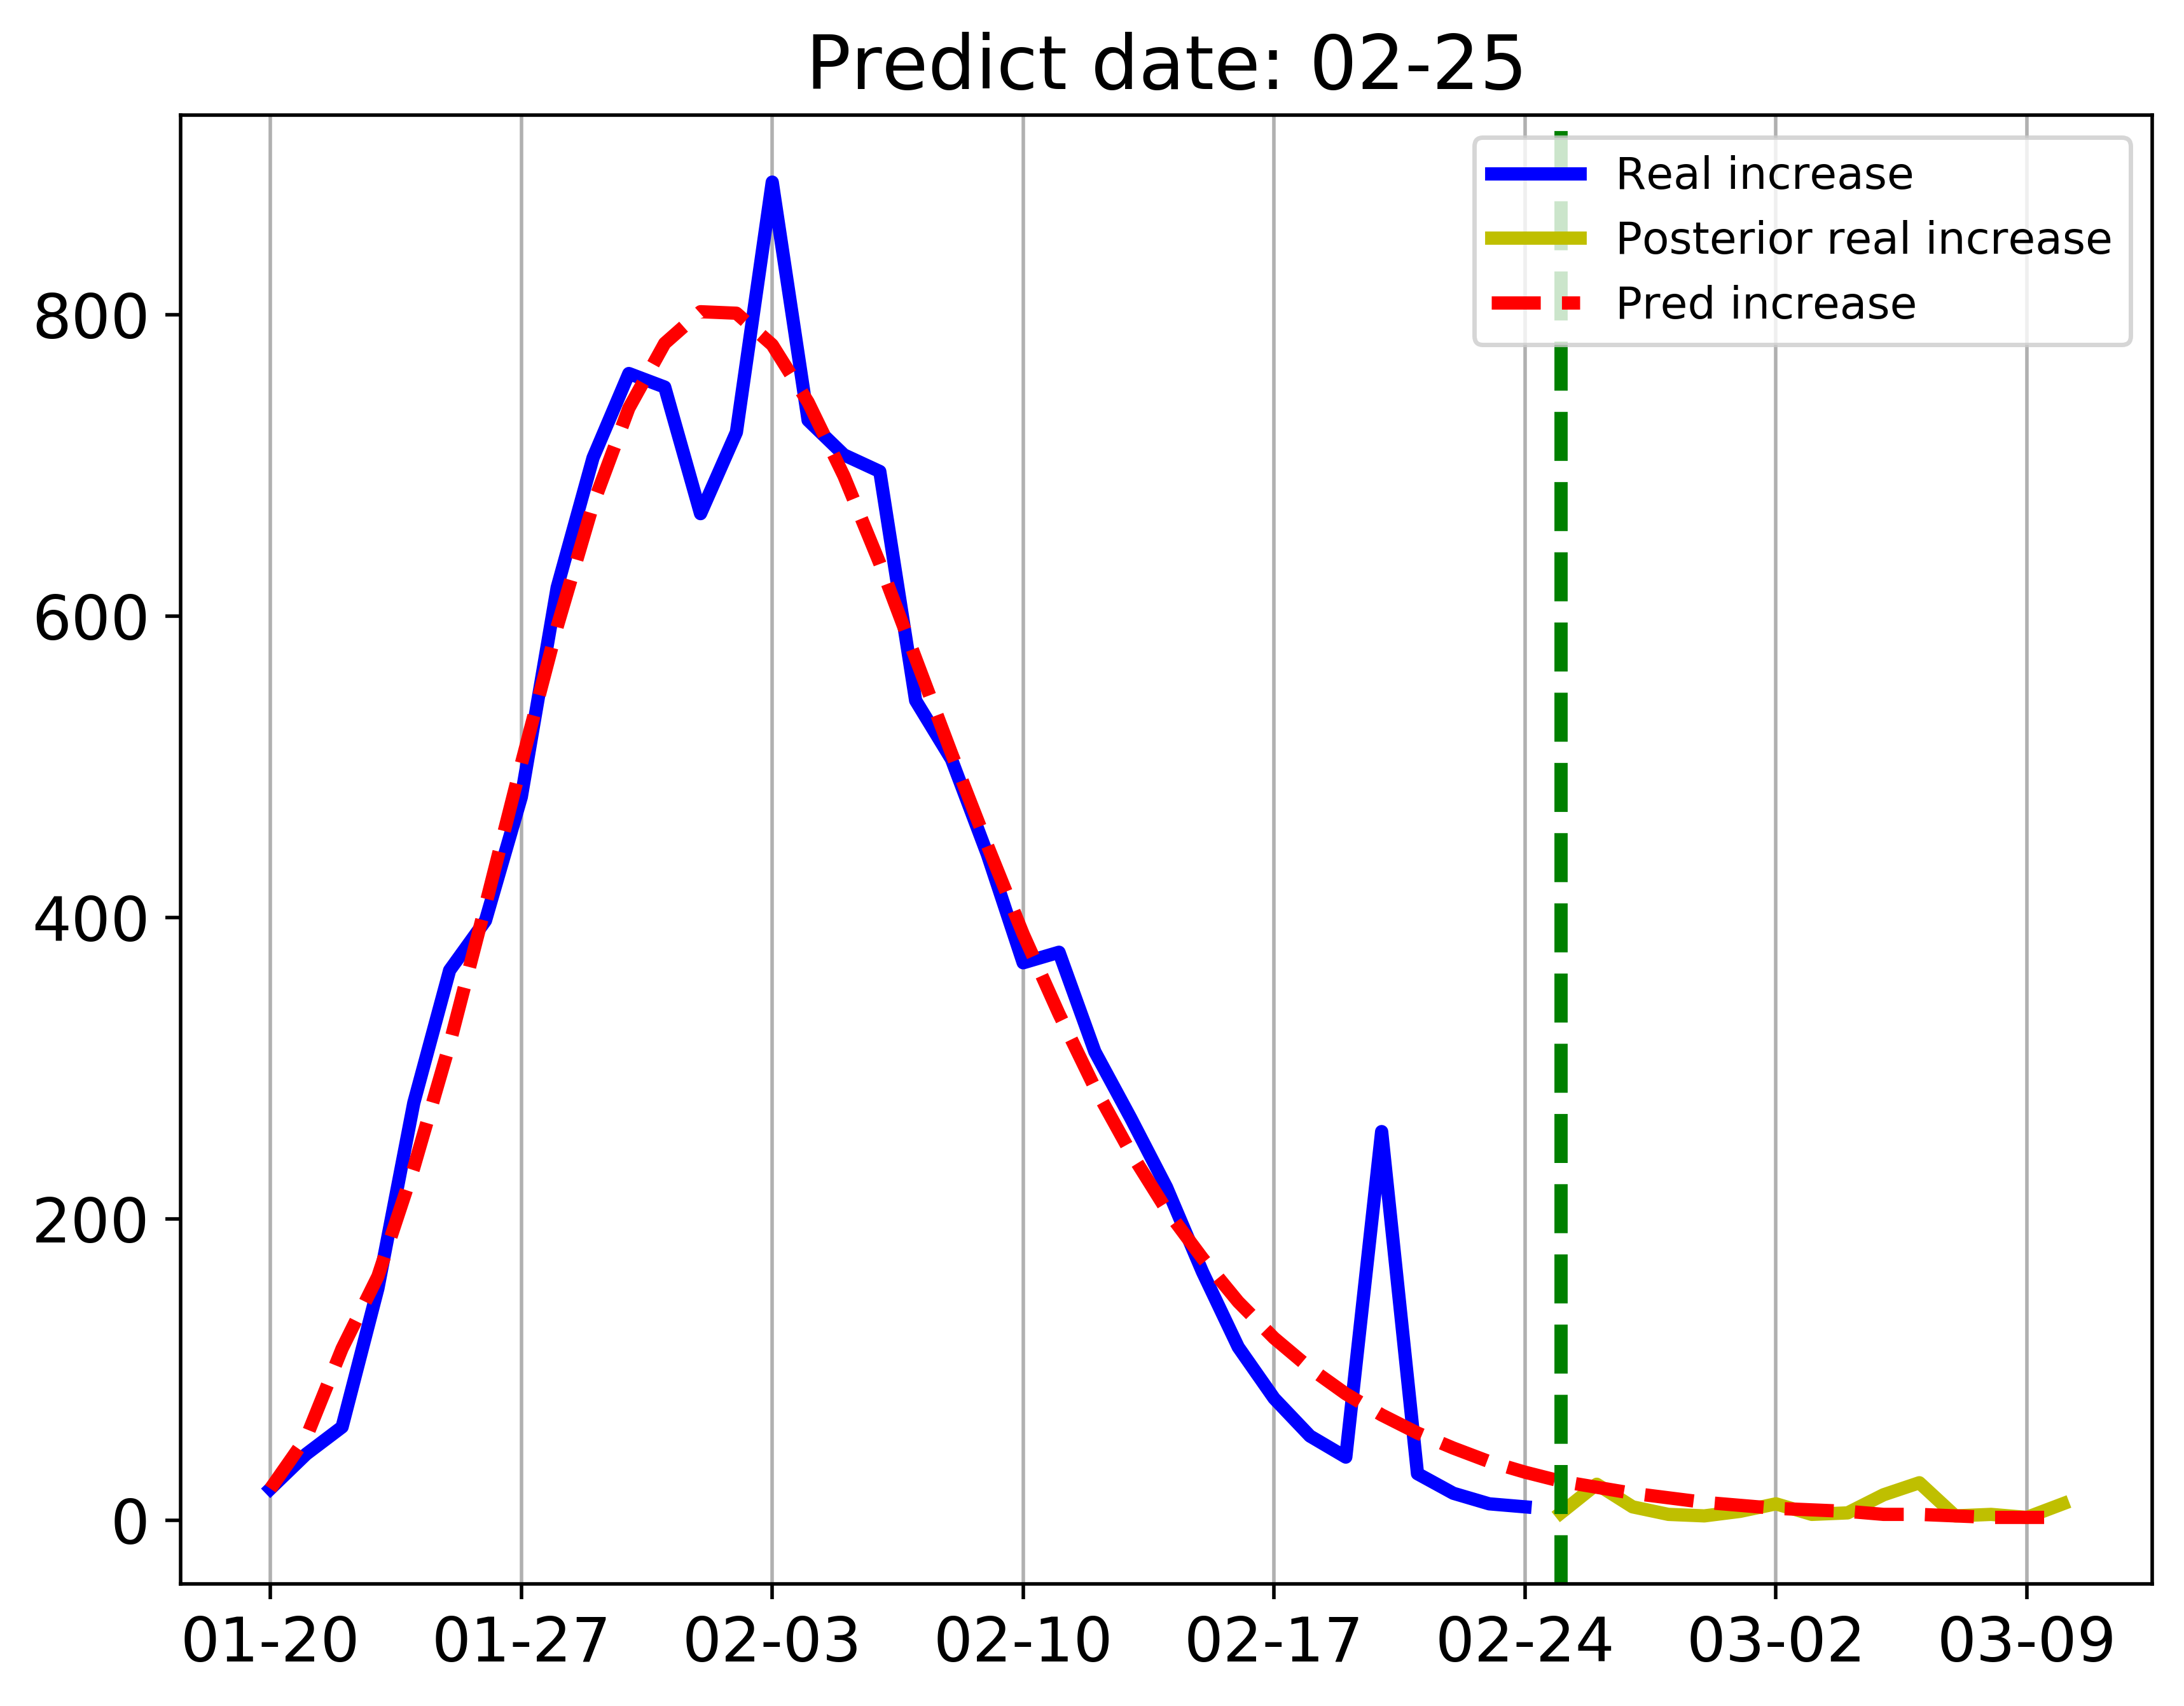 Predict date: 02-25
Real increase
Posterior real increase
Pred increase
800
600
400
200
0
01-20 01-27 02-03 02-10 02-17 02-24 03-02 03-09